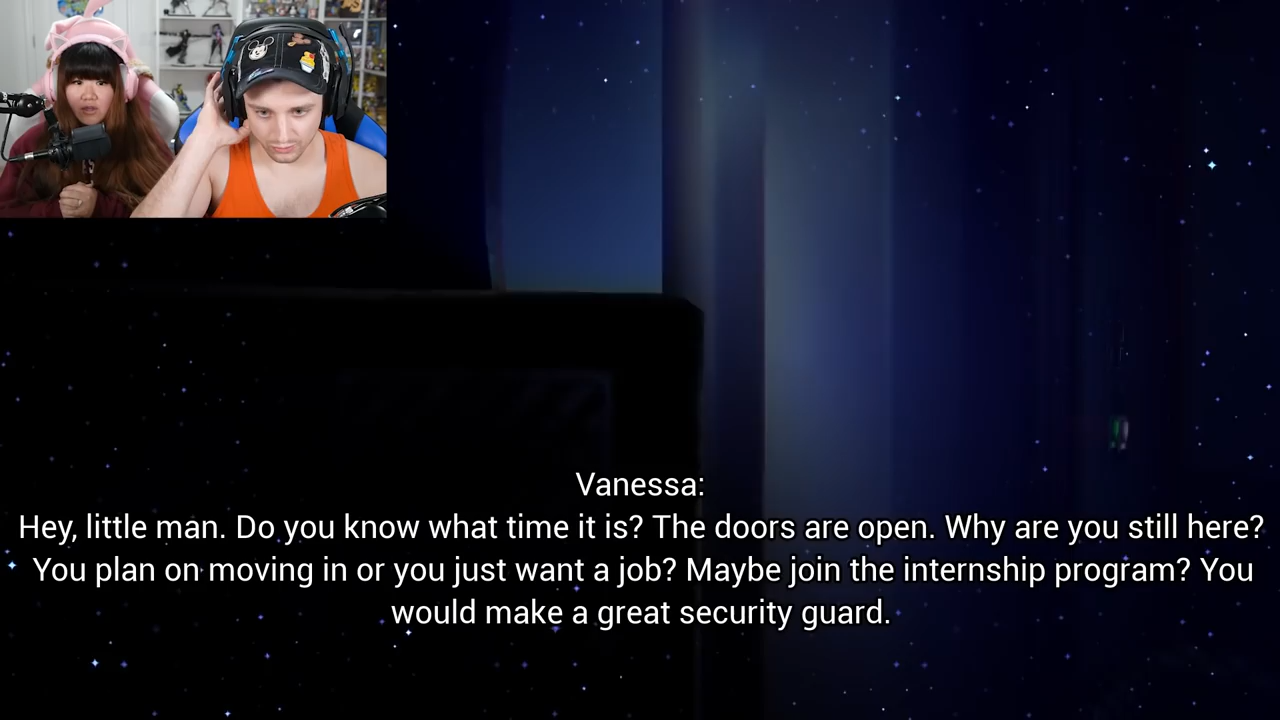 Vanessa:
Hey, little man. Do you know what time it is? The doors are open. Why are you still here?
You plan on moving in or you just want a job? Maybe join the internship program? You
would make a great security guard.